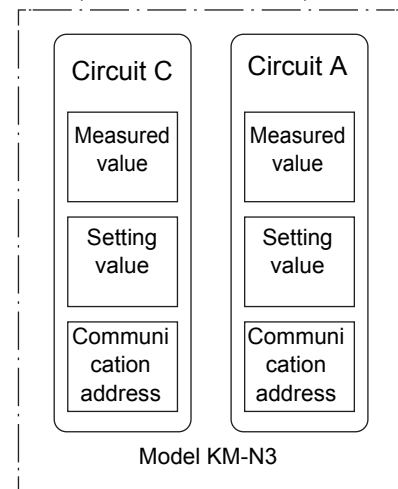 Circuit C
Measured
value
Setting
value
Communi
cation
address
Circuit A
Measured
value
Setting
value
Communi
cation
address
Model KM-N3